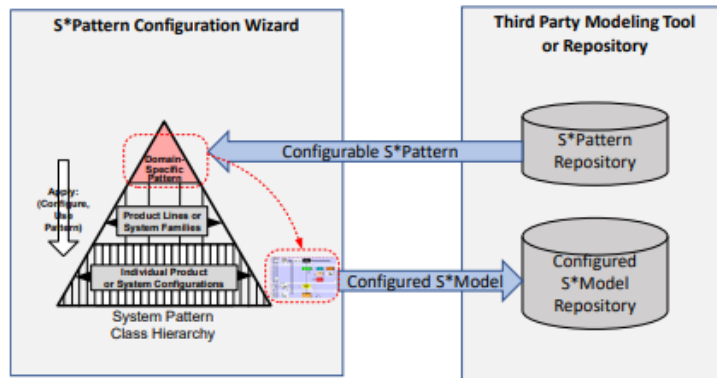 S*Pattern Configuration Wizard
Third Party Modeling Tool
or Repository
Domain-
Specific
Pattern
Configurable S*Pattern
S*Pattern
Repository
Apply:
(Configure,
Use
Pattern)
Product Lines or
System Families
Individual Product
or System Configurations
Configured S*Model
Configured
S*Model
Repository
System Pattern
Class Hierarchy